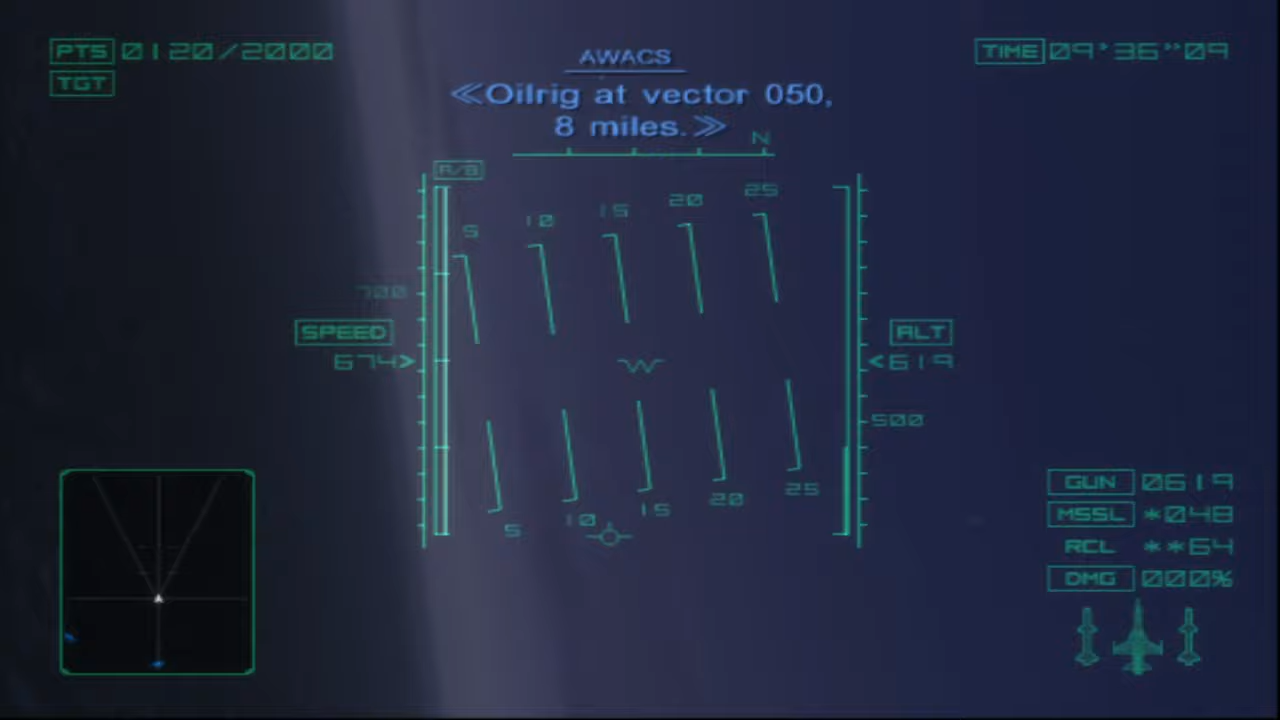 PTS 0120/2000
TGT
AWACS
≪Oilrig at vector 050,
8 miles.≫
TIME 09'36"09
N
R/B
5 10 15 20 25
700
SPEED
674>
ALT
<619
500
5 10 15 20 25
GUN 0619
MSSL *048
RCL **64
DMG 000%